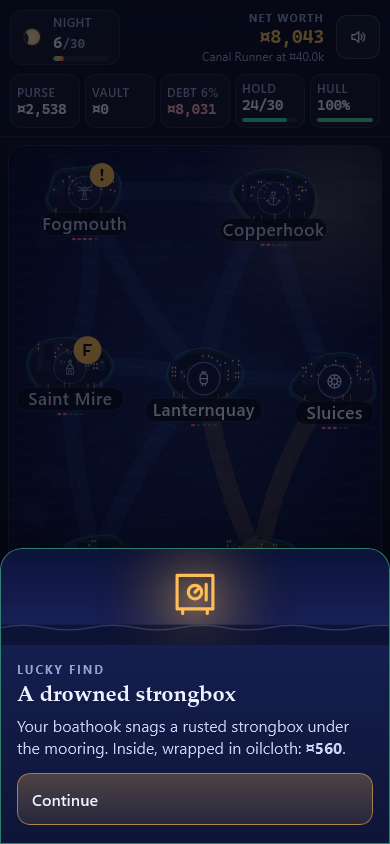 NIGHT
6/30
NET WORTH
¤8,043
Canal Runner at ¤40.0k
PURSE
¤2,538
VAULT
¤0
DEBT 6%
¤8,031
HOLD
24/30
HULL
100%
!
Fogmouth
Copperhook
F
Saint Mire
Lanternquay
Sluices
LUCKY FIND
A drowned strongbox
Your boathook snags a rusted strongbox under
the mooring. Inside, wrapped in oilcloth: ¤560.
Continue